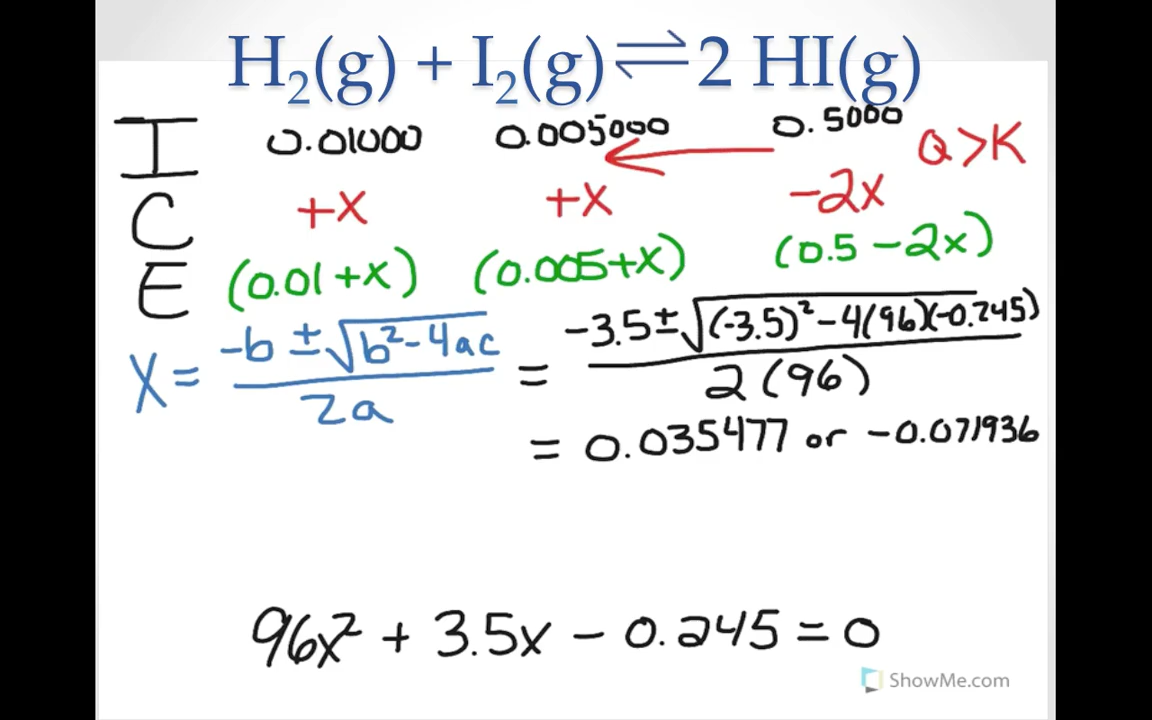 H₂(g) + I₂(g) ⇌ 2 HI(g)
I 0.01000 0.005000 0.5000 Q>K
C +x +x -2x
E (0.01+x) (0.005+x) (0.5-2x)
x = (-b ± √(b²-4ac))/(2a) = (-3.5 ± √((-3.5)²-4(96)(-0.245)))/(2(96))
= 0.035477 or -0.071936
96x² + 3.5x - 0.245 = 0
ShowMe.com